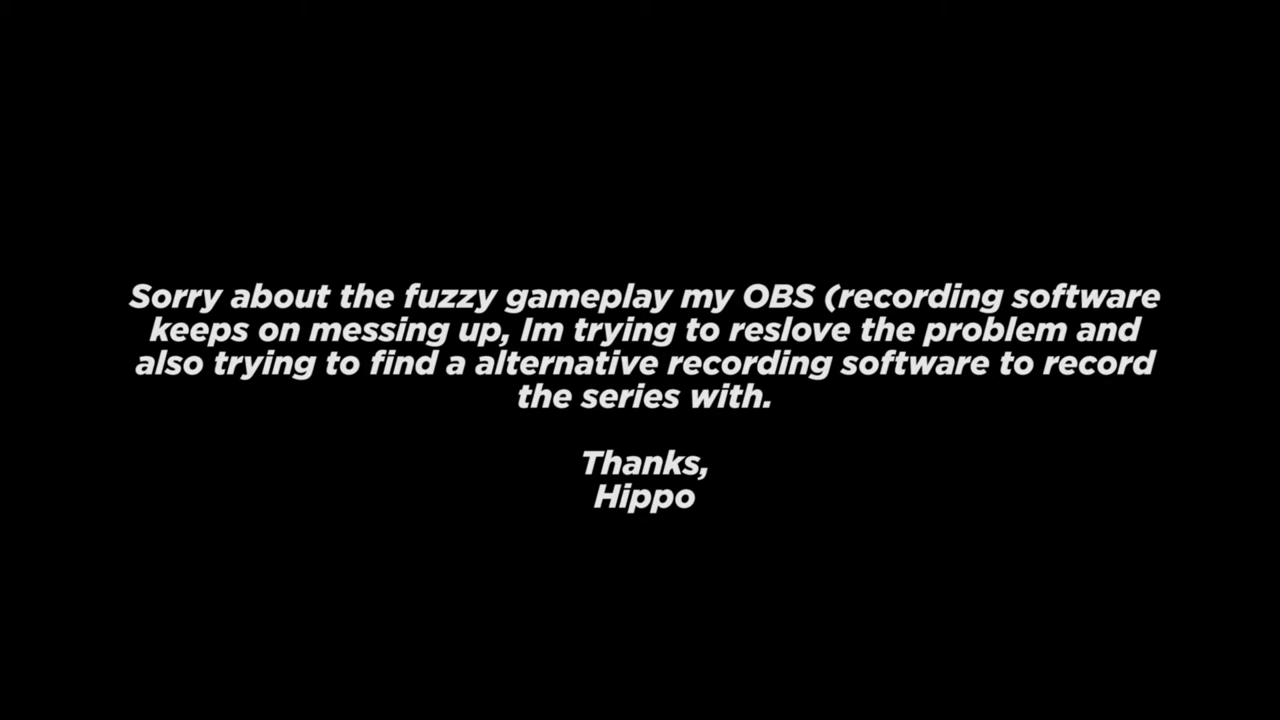 Sorry about the fuzzy gameplay my OBS (recording software
keeps on messing up, Im trying to reslove the problem and
also trying to find a alternative recording software to record
the series with.
Thanks,
Hippo